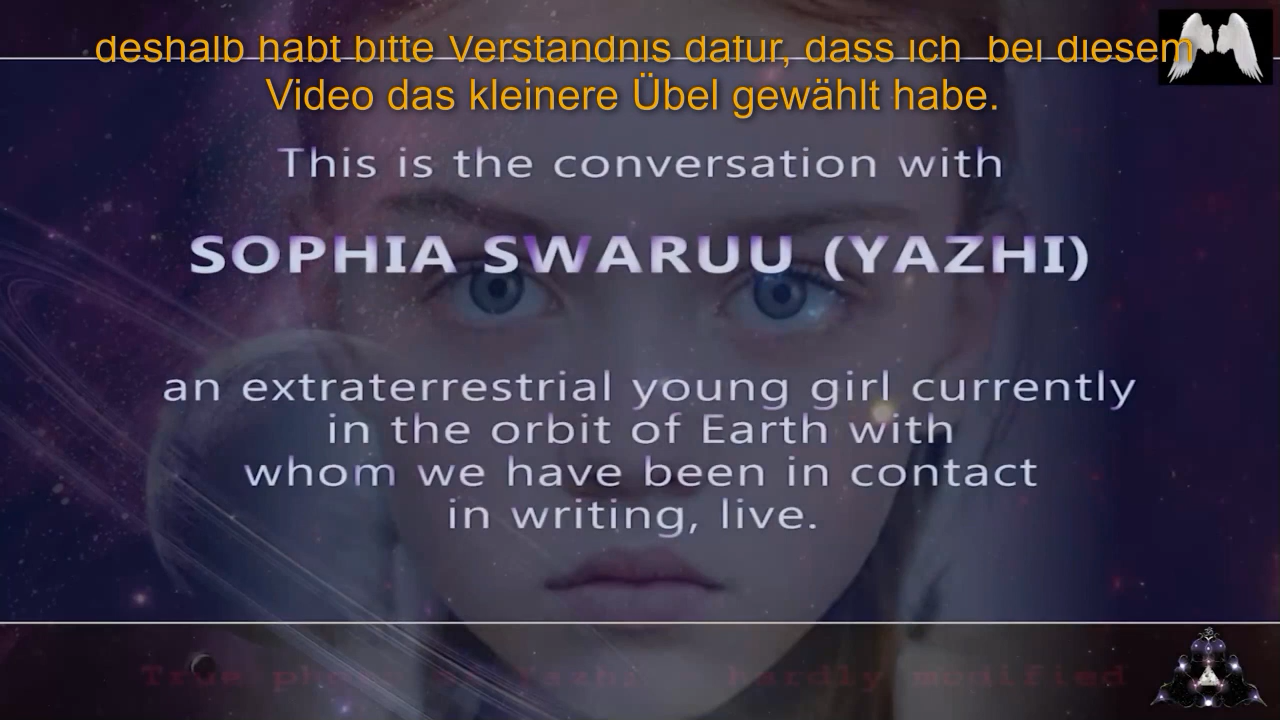 deshalb habt bitte Verständnis dafür, dass ich bei diesem
Video das kleinere Übel gewählt habe.
This is the conversation with
SOPHIA SWARUU (YAZHI)
an extraterrestrial young girl currently
in the orbit of Earth with
whom we have been in contact
in writing, live.
True Yazhi hardly modified